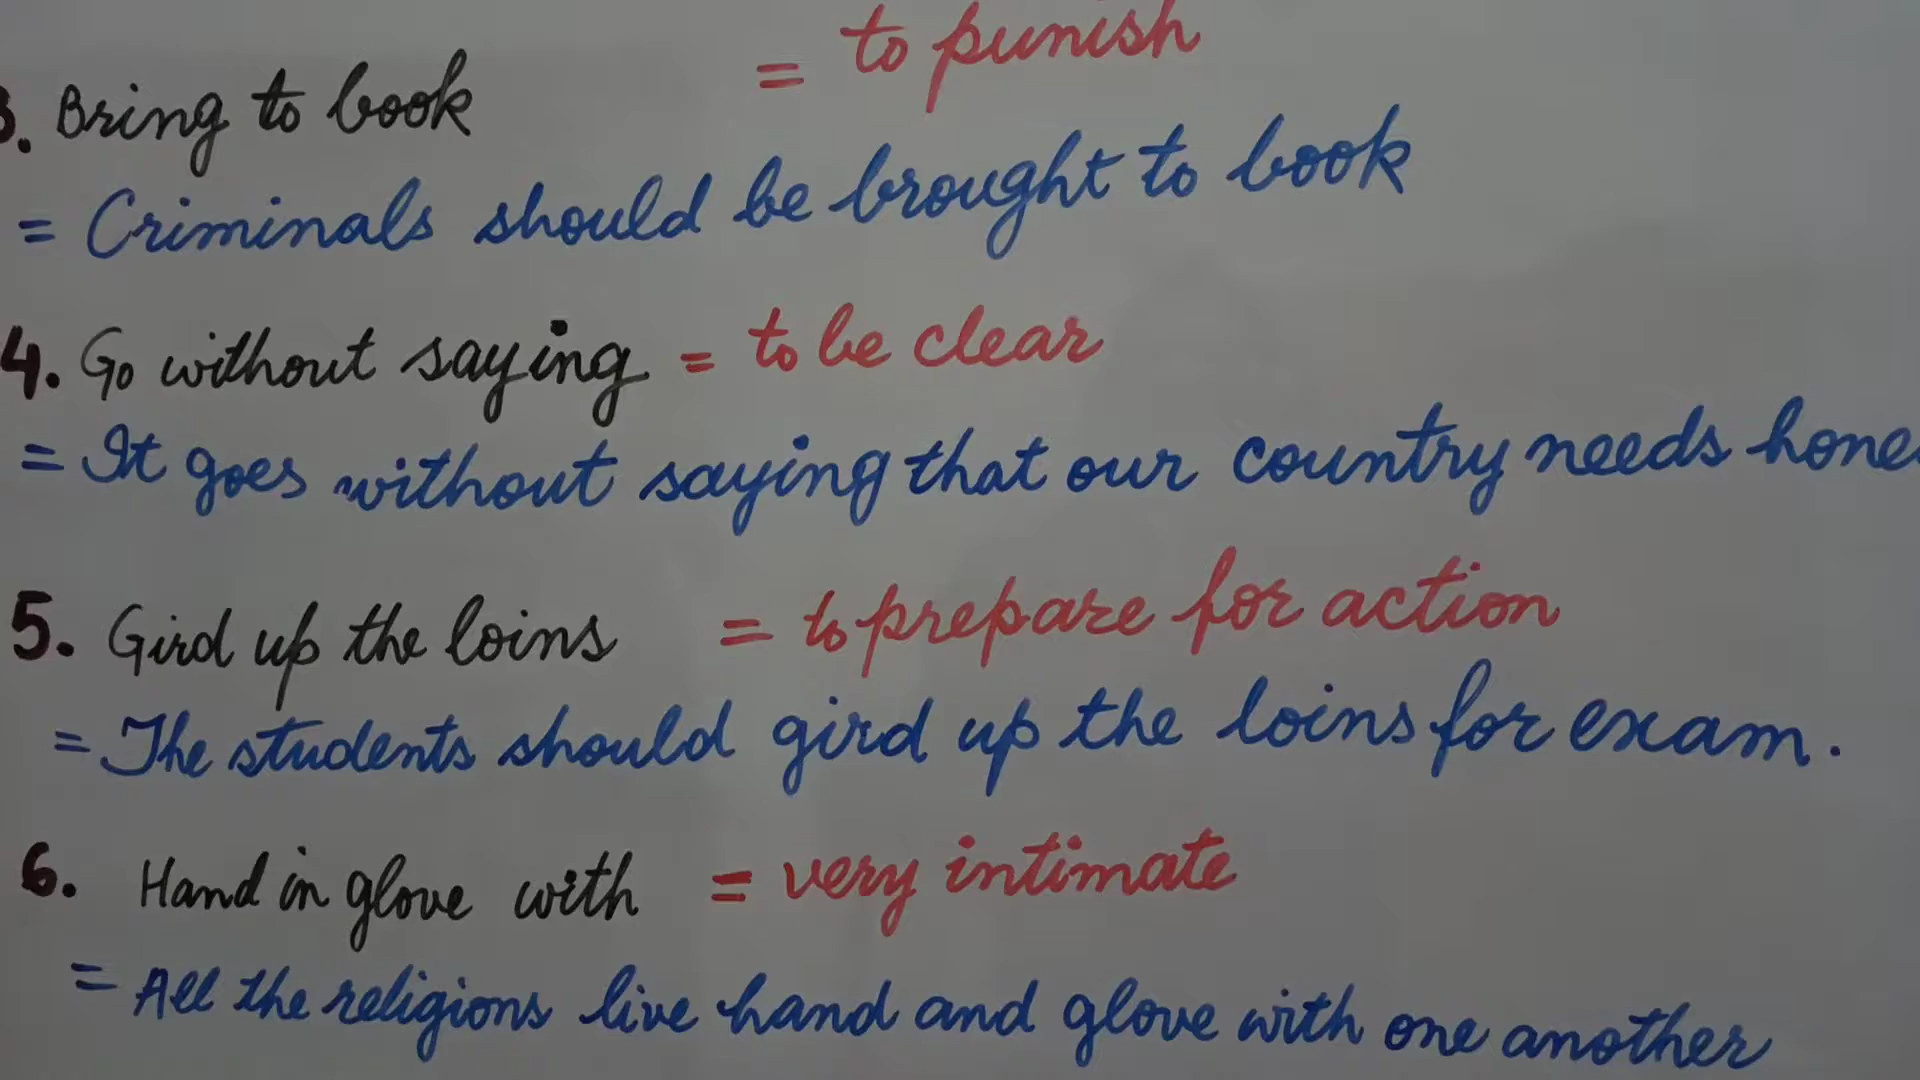 3. Bring to book = to punish
= Criminals should be brought to book
4. Go without saying = to be clear
= It goes without saying that our country needs
5. Gird up the loins = to prepare for action
= The students should gird up the loins for exam.
6. Hand in glove with = very intimate
= All the religions live hand and glove with one another